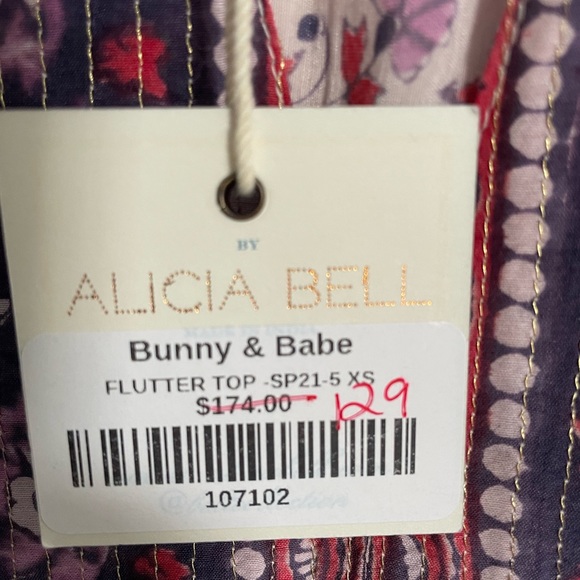 BY
ALICIA BELL
MADE IN INDIA
Bunny & Babe
FLUTTER TOP -SP21-5 XS
$174.00 129
107102